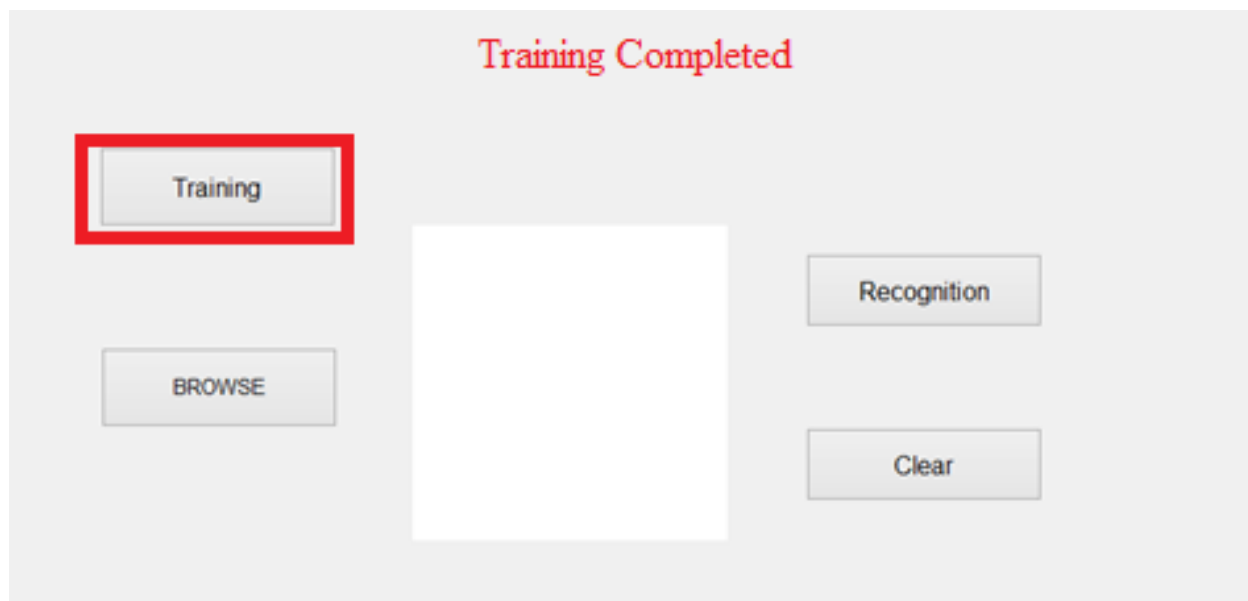 Training Completed
Training
Recognition
BROWSE
Clear